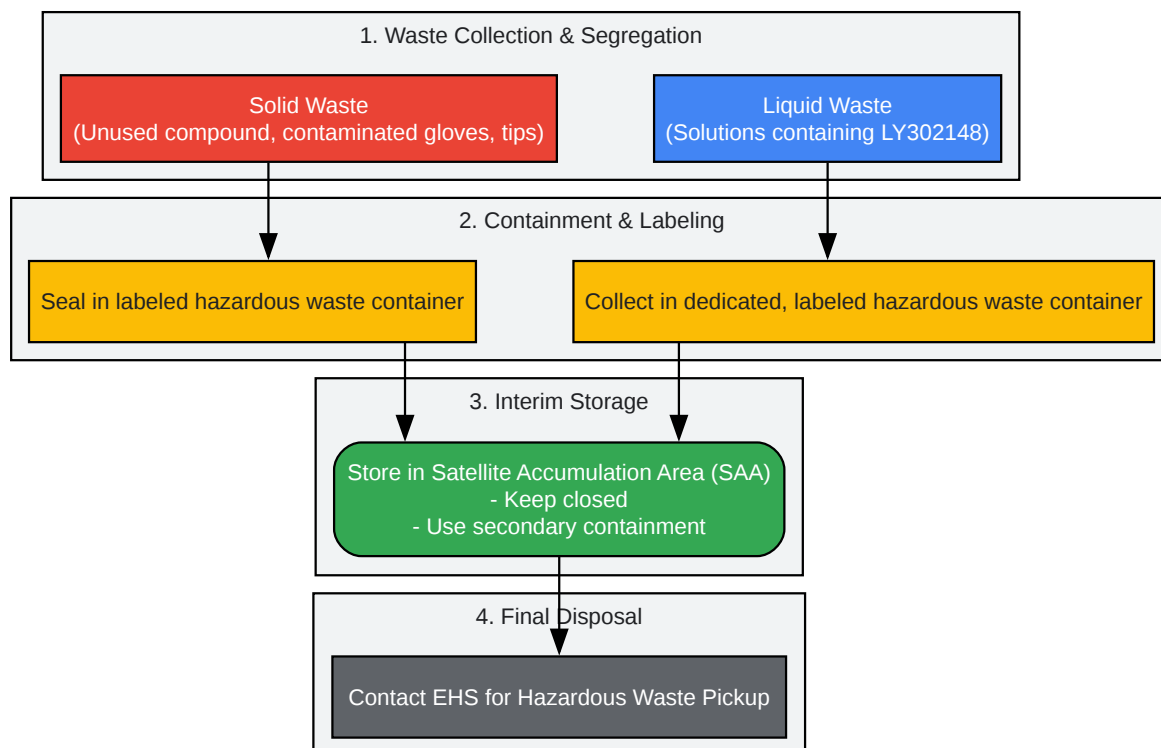 1. Waste Collection & Segregation
Solid Waste
(Unused compound, contaminated gloves, tips)
Liquid Waste
(Solutions containing LY302148)
2. Containment & Labeling
Seal in labeled hazardous waste container
Collect in dedicated, labeled hazardous waste container
3. Interim Storage
Store in Satellite Accumulation Area (SAA)
- Keep closed
- Use secondary containment
4. Final Disposal
Contact EHS for Hazardous Waste Pickup